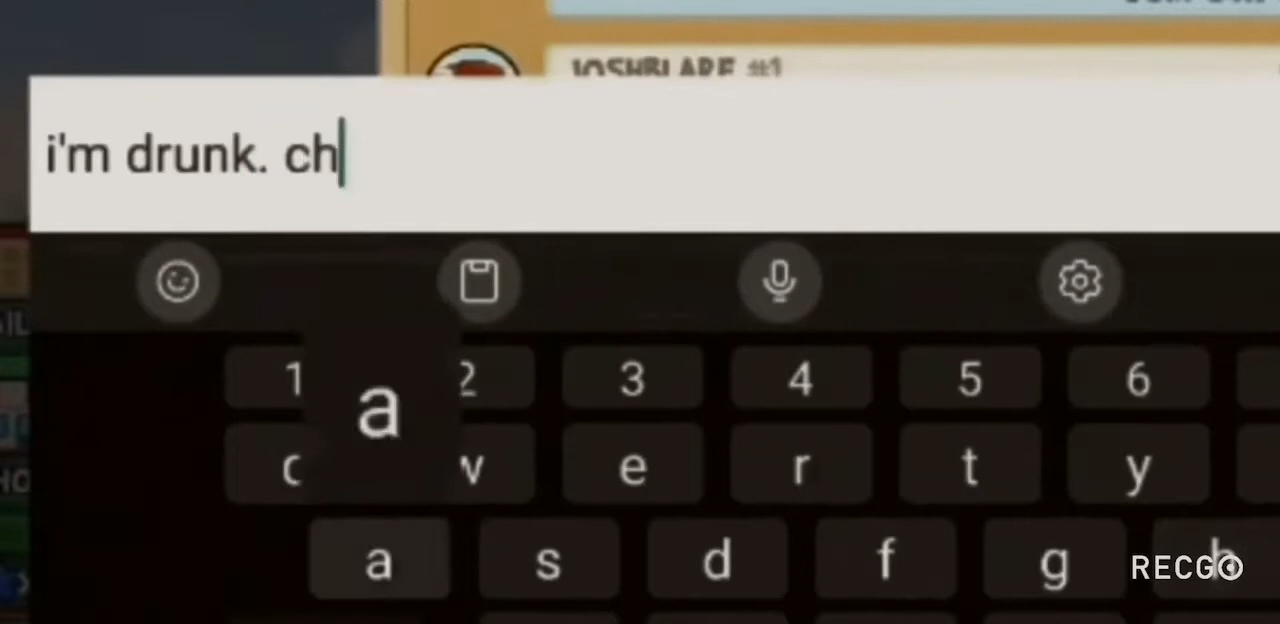 JOSHBLARE #1
i'm drunk. ch
1 2 3 4 5 6
a
w e r t y
a s d f g h
RECGO